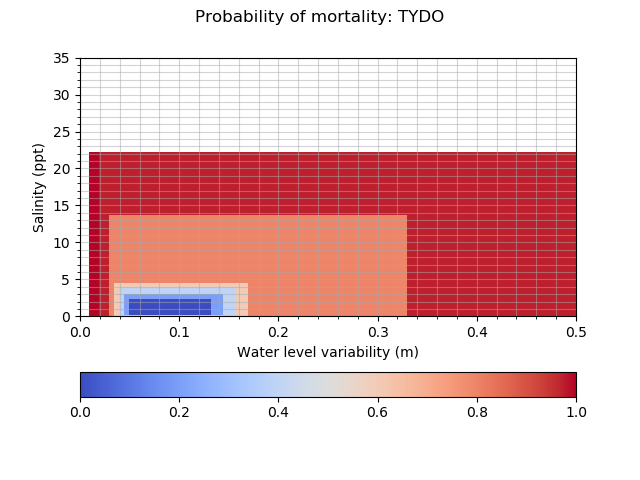 Probability of mortality: TYDO
35
30
25
20
15
10
5
0
Salinity (ppt)
0.0 0.1 0.2 0.3 0.4 0.5
Water level variability (m)
0.0 0.2 0.4 0.6 0.8 1.0